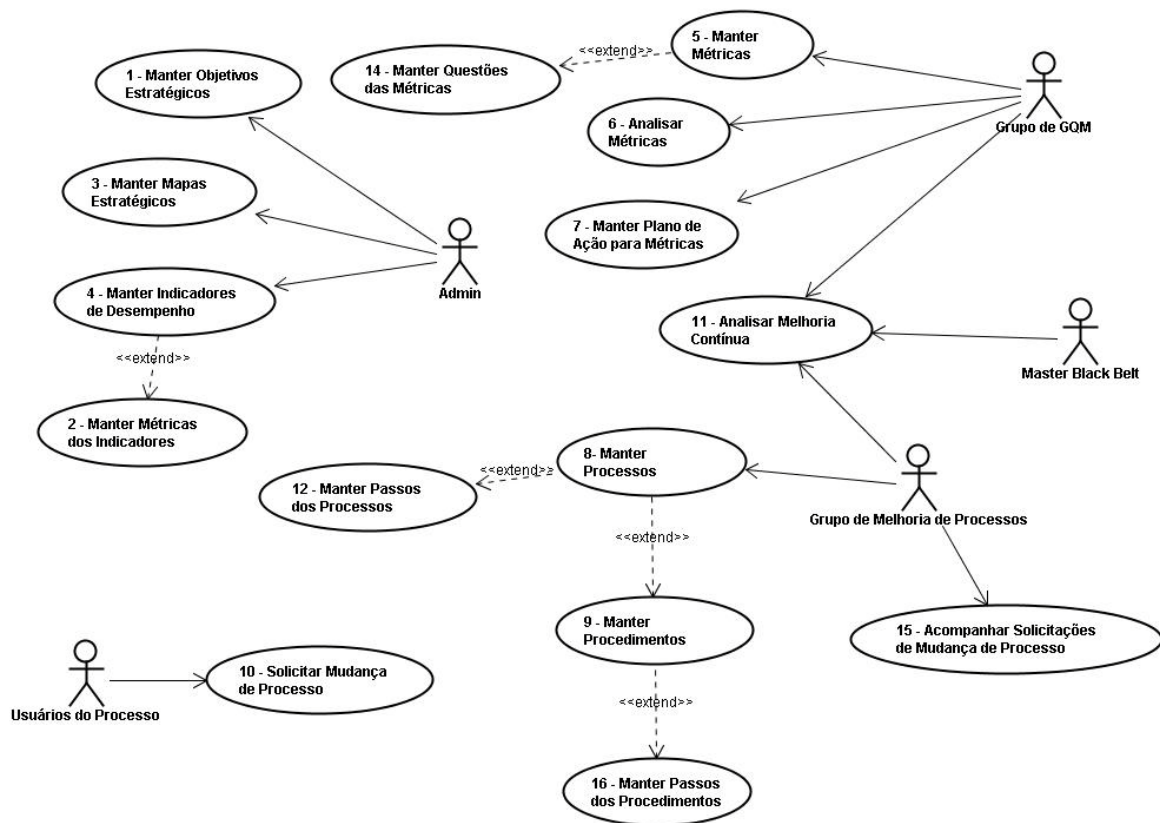 5 - Manter
Métricas
<<extend>>
1 - Manter Objetivos
Estratégicos
14 - Manter Questões
das Métricas
6 - Analisar
Métricas
Grupo de GQM
3 - Manter Mapas
Estratégicos
7 - Manter Plano de
Ação para Métricas
Admin
4 - Manter Indicadores
de Desempenho
11 - Analisar Melhoria
Contínua
<<extend>>
Master Black Belt
2 - Manter Métricas
dos Indicadores
8- Manter
Processos
<<extend>>
12 - Manter Passos
dos Processos
Grupo de Melhoria de Processos
<<extend>>
9 - Manter
Procedimentos
15 - Acompanhar Solicitações
de Mudança de Processo
10 - Solicitar Mudança
de Processo
Usuários do Processo
<<extend>>
16 - Manter Passos
dos Procedimentos